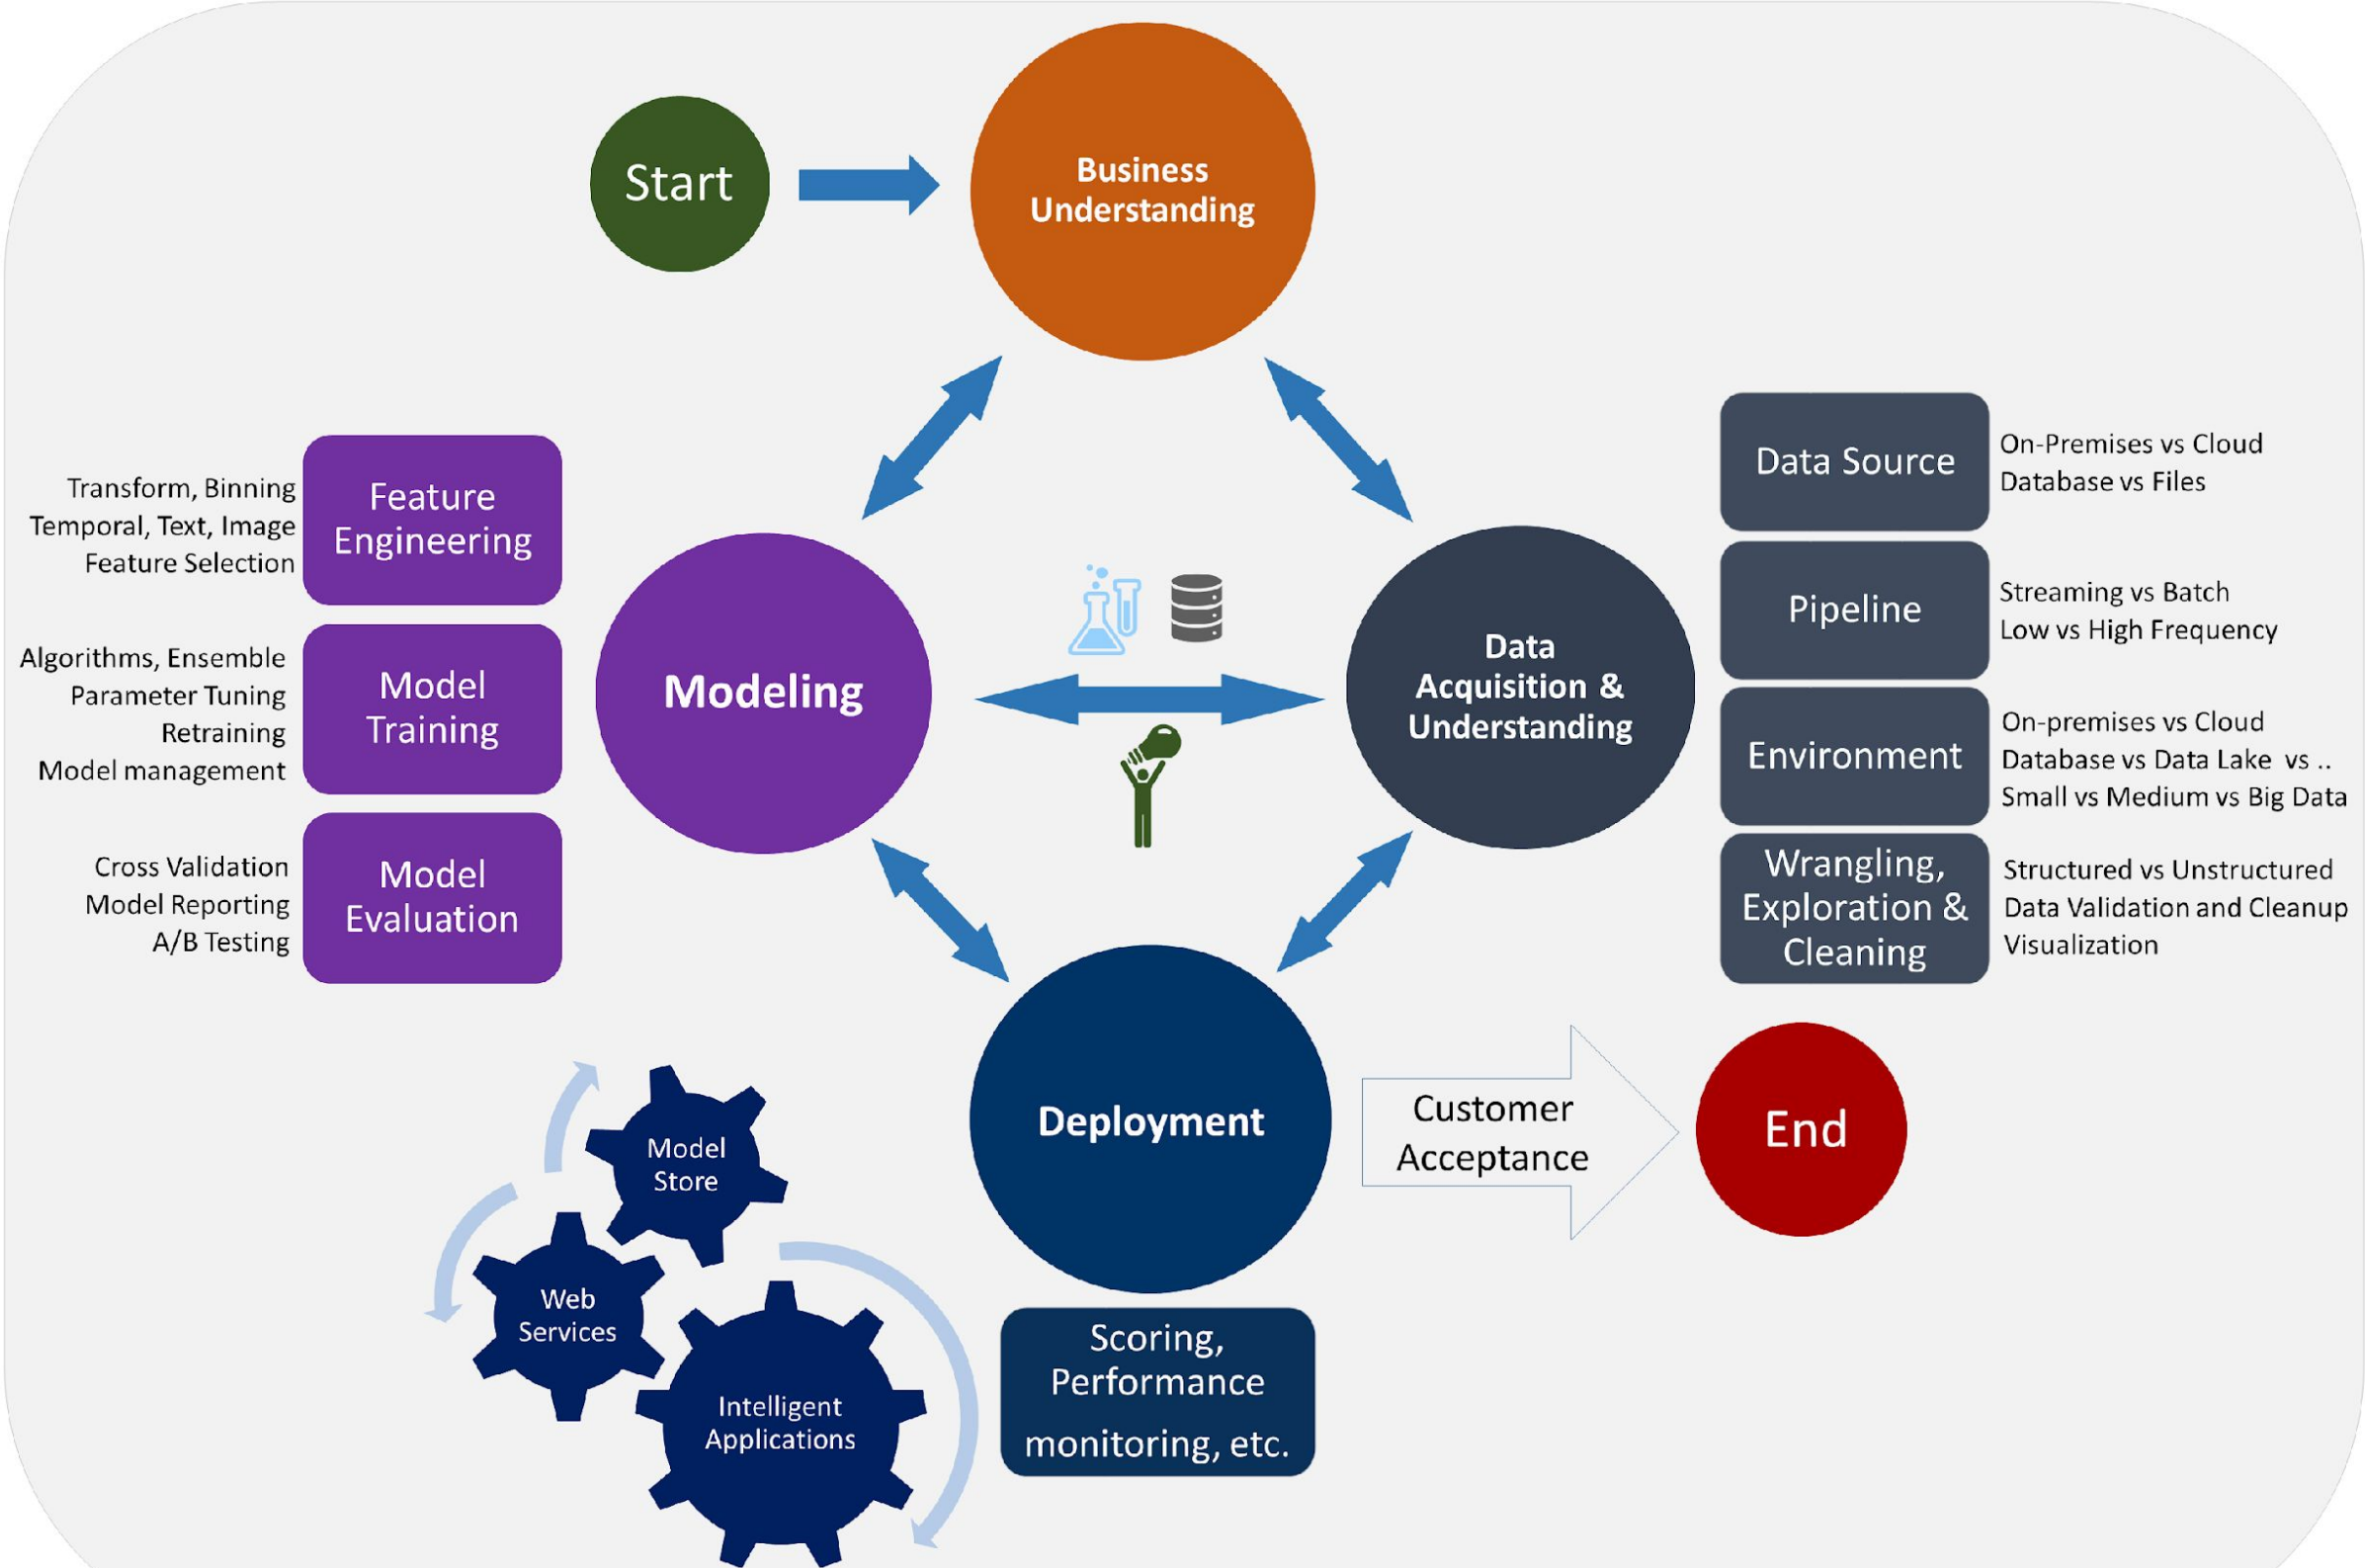 Start
Business
Understanding
Transform, Binning
Temporal, Text, Image
Feature Selection
Feature
Engineering
Algorithms, Ensemble
Parameter Tuning
Retraining
Model management
Model
Training
Cross Validation
Model Reporting
A/B Testing
Model
Evaluation
Modeling
Data
Acquisition &
Understanding
Data Source
On-Premises vs Cloud
Database vs Files
Pipeline
Streaming vs Batch
Low vs High Frequency
Environment
On-premises vs Cloud
Database vs Data Lake vs ..
Small vs Medium vs Big Data
Wrangling,
Exploration &
Cleaning
Structured vs Unstructured
Data Validation and Cleanup
Visualization
Deployment
Customer
Acceptance
End
Model
Store
Web
Services
Intelligent
Applications
Scoring,
Performance
monitoring, etc.